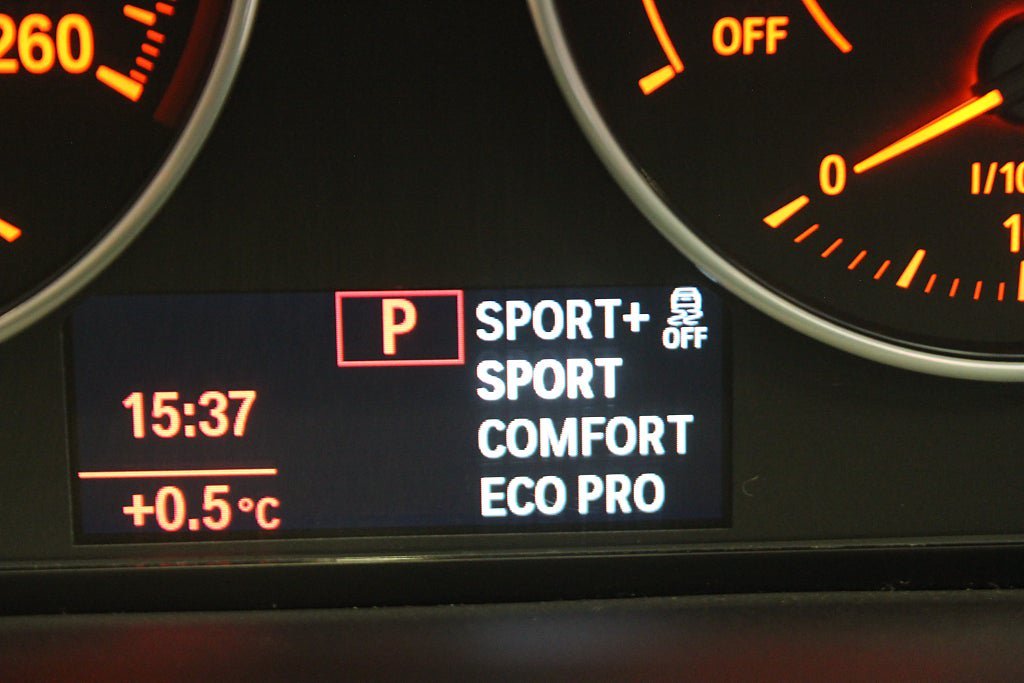 260
OFF
0
l/10
1
P
SPORT+
OFF
SPORT
15:37
COMFORT
+0.5°C
ECO PRO